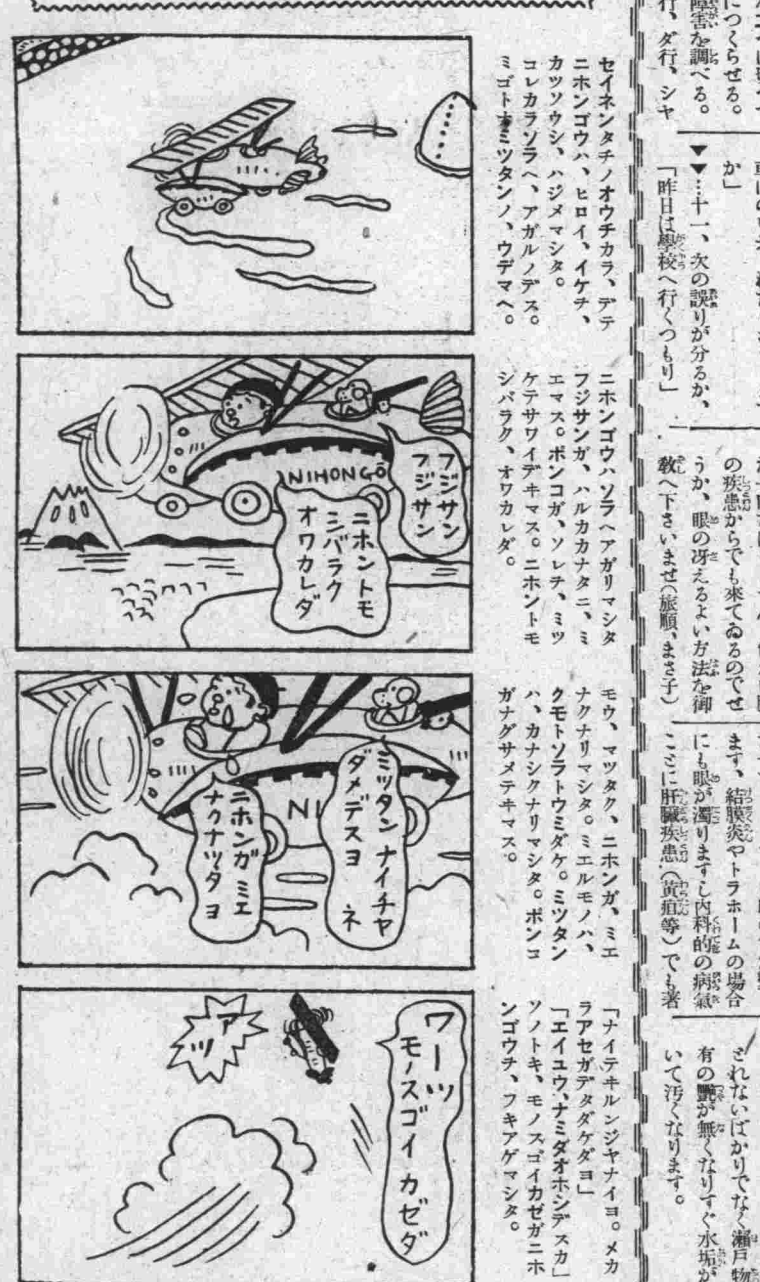 セイネンタチノオウチカラ、デテ
ニホンゴウハ、ヒロイ、イケチ、
カツソウシ、ハジメマシタ。
コレカラソラヘ、アガルノデス。
ミゴトナミツタンノ、ウデマヘ。
ニホンゴウハソラヘアガリマシタ
フジサンガ、ハルカカナタニ、ミ
エマス。ポンコガ、ソレチ、ミツ
ケテサワイデキマス。ニホントモ
シバラク、オワカレダ。
フジサン
フジサン
NIHONGŌ
ニホントモ
シバラク
オワカレダ
モウ、マツタク、ニホンガ、ミエ
ナクナリマシタ。ミエルモノハ、
クモトソラトウミダケ。ミツタン
ハ、カナシクナリマシタ。ポンコ
ガナグサメテキマス。
ミツタン ナイチヤ
ダメデスヨ ネ
NI
ニホンガミエ
ナクナツタヨ
「ナイテキルンジヤナイヨ。メカ
ラアセガデタダケダヨ」
「エイユウ、ナミダオホシデスカ」
ソノトキ、モノスゴイカゼガニホ
ンゴウチ、フキアゲマシタ。
ワーツ
モノスゴイカゼダ
アツ
につくらせる。
障害を調べる。
行、ダ行、シヤ
か」
▼▼…十一、次の誤りが分るか、
「昨日は學校へ行くつもり」
の疾患からでも來てゐるのでせ
うか、眼の冴えるよい方法を御
敎へ下さいませ(旅順、まさ子)
ます、結膜炎やトラホームの場合
にも眼が濁りますし内科的の病氣
ことに肝臟疾患(黃疸等)でも著
とれないばかりでなく瀨戸物
有の艷が無くなりすぐ水垢が
いて汚くなります。